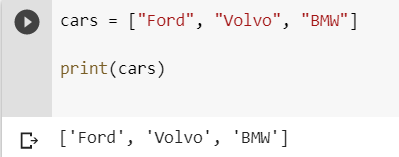 cars = ["Ford", "Volvo", "BMW"]
print(cars)
['Ford', 'Volvo', 'BMW']